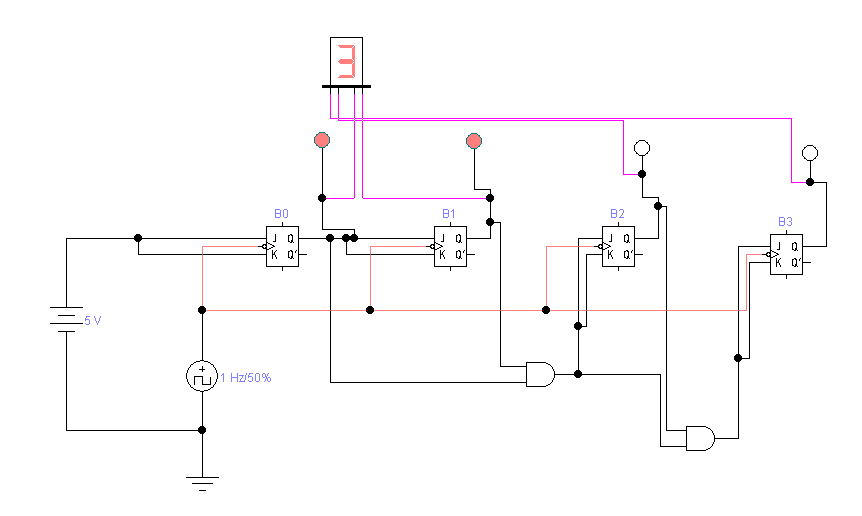 3
B0
B1
B2
B3
J Q
K Q'
J Q
K Q'
J Q
K Q'
J Q
K Q'
5 V
1 Hz/50%